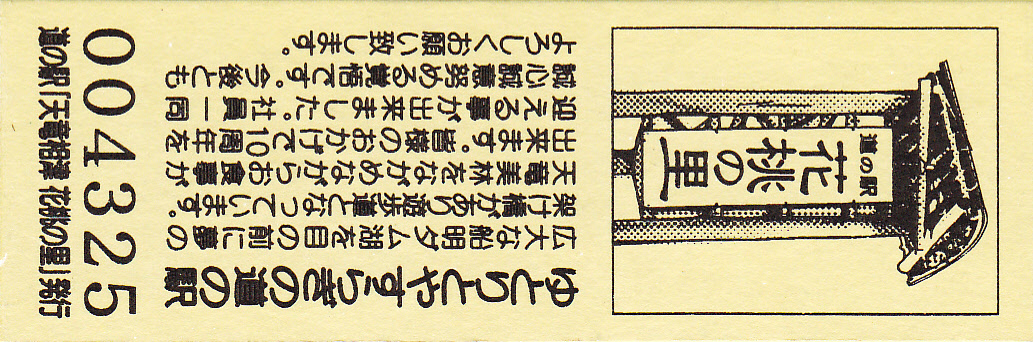 道の駅
花桃の里
ゆとりとやすらぎの道の駅
広大な船明ダム湖を目の前に夢の
架け橋があり遊歩道となっています。
天竜美林をながめながらお食事が
出来ます。皆様のおかげで10周年を
迎える事が出来ました。社員一同
誠心誠意努める覚悟です。今後とも
よろしくお願い致します。
004325
道の駅「天竜相津 花桃の里」発行